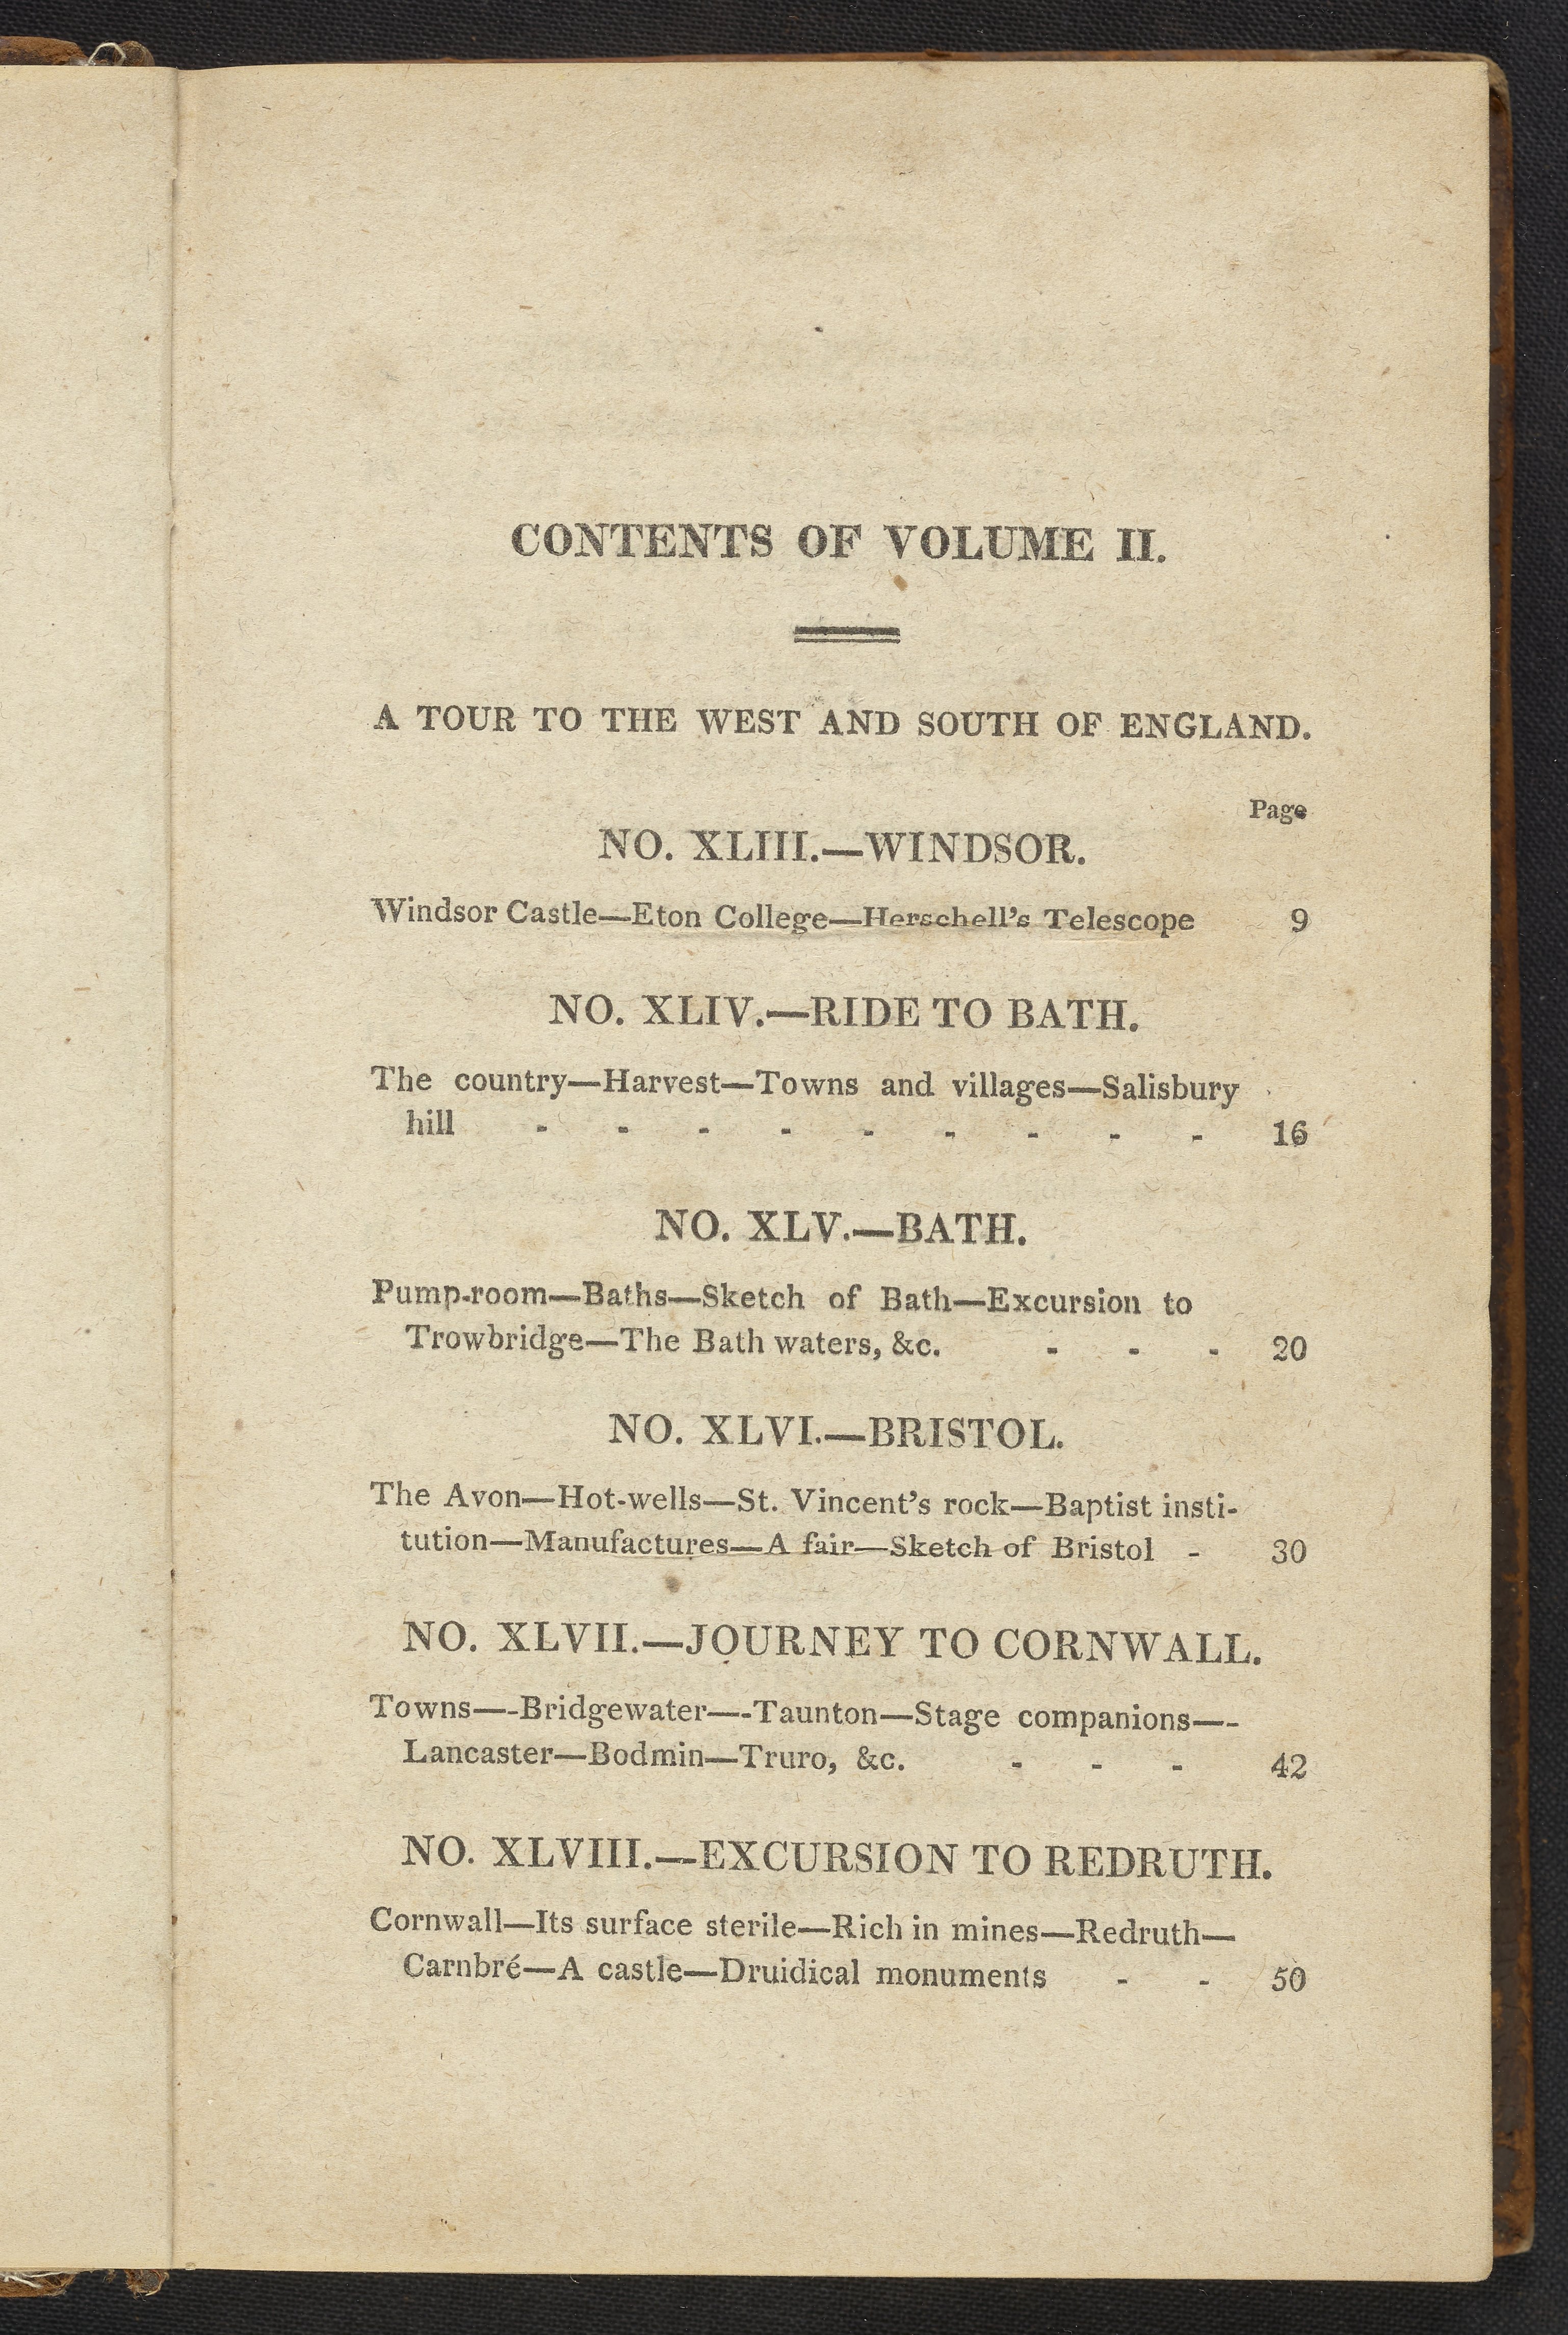 CONTENTS OF VOLUME II.
A TOUR TO THE WEST AND SOUTH OF ENGLAND.
Page
NO. XLIII.—WINDSOR.
Windsor Castle—Eton College—Herschell's Telescope 9
NO. XLIV.—RIDE TO BATH.
The country—Harvest—Towns and villages—Salisbury
hill - - - - - - - - - 16
NO. XLV.—BATH.
Pump-room—Baths—Sketch of Bath—Excursion to
Trowbridge—The Bath waters, &c. - - - 20
NO. XLVI.—BRISTOL.
The Avon—Hot-wells—St. Vincent's rock—Baptist insti-
tution—Manufactures—A fair—Sketch of Bristol - 30
NO. XLVII.—JOURNEY TO CORNWALL.
Towns—-Bridgewater—-Taunton—Stage companions—-
Lancaster—Bodmin—Truro, &c. - - - 42
NO. XLVIII.—EXCURSION TO REDRUTH.
Cornwall—Its surface sterile—Rich in mines—Redruth—
Carnbré—A castle—Druidical monuments - - 50